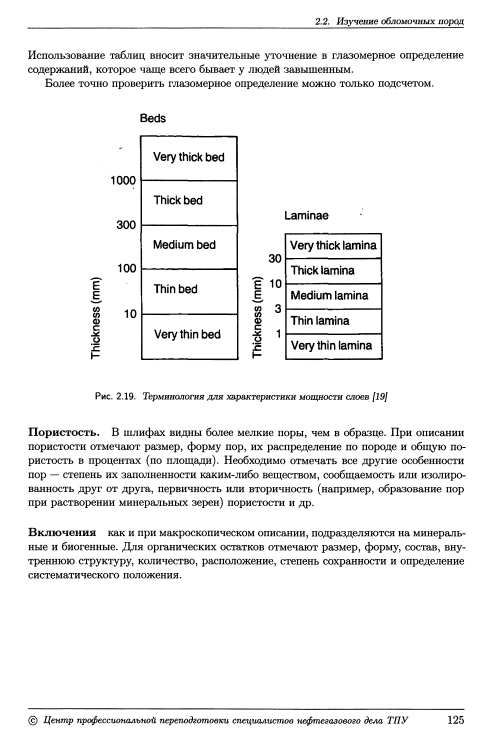 2.2. Изучение обломочных пород
Использование таблиц вносит значительные уточнение в глазомерное определение
содержаний, которое чаще всего бывает у людей завышенным.
Более точно проверить глазомерное определение можно только подсчетом.
Beds
Very thick bed
1000
Thick bed
300
Medium bed
100
Thin bed
10
Very thin bed
Thickness (mm)
Laminae
Very thick lamina
30
Thick lamina
10
Medium lamina
3
Thin lamina
1
Very thin lamina
Thickness (mm)
Рис. 2.19. Терминология для характеристики мощности слоев [19]
Пористость. В шлифах видны более мелкие поры, чем в образце. При описании
пористости отмечают размер, форму пор, их распределение по породе и общую по-
ристость в процентах (по площади). Необходимо отмечать все другие особенности
пор — степень их заполненности каким-либо веществом, сообщаемость или изолиро-
ванность друг от друга, первичность или вторичность (например, образование пор
при растворении минеральных зерен) пористости и др.
Включения как и при макроскопическом описании, подразделяются на минераль-
ные и биогенные. Для органических остатков отмечают размер, форму, состав, вну-
треннюю структуру, количество, расположение, степень сохранности и определение
систематического положения.
© Центр профессиональной переподготовки специалистов нефтегазового дела ТПУ 125